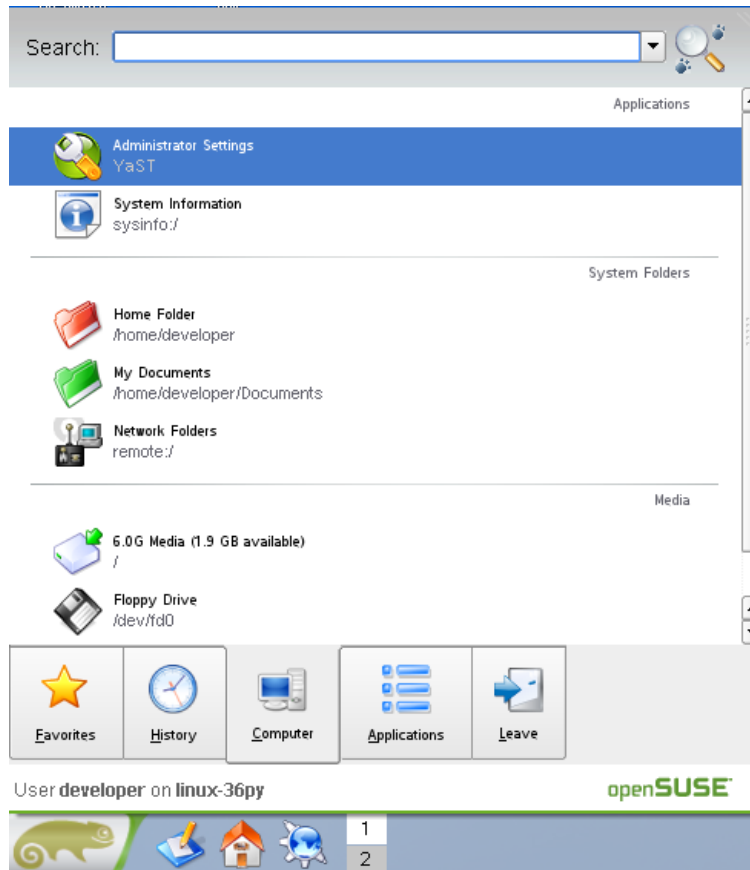 Search:
Applications
Administrator Settings
YaST
System Information
sysinfo:/
System Folders
Home Folder
/home/developer
My Documents
/home/developer/Documents
Network Folders
remote:/
Media
6.0G Media (1.9 GB available)
/
Floppy Drive
/dev/fd0
Favorites History Computer Applications Leave
User developer on linux-36py openSUSE
1
2